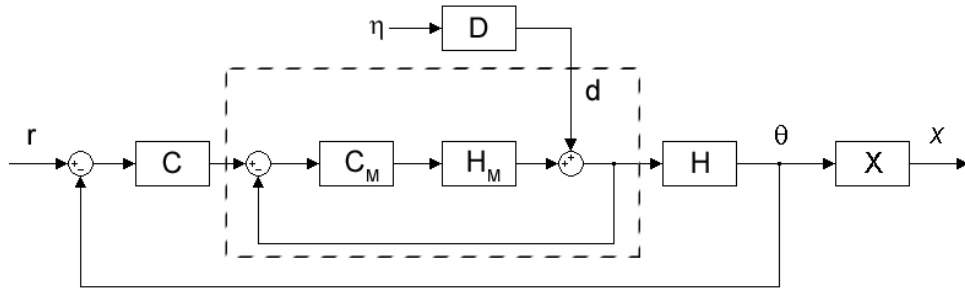 η
D
d
r
+
-
C
+
-
C_M
H_M
+
+
H
θ
X
x